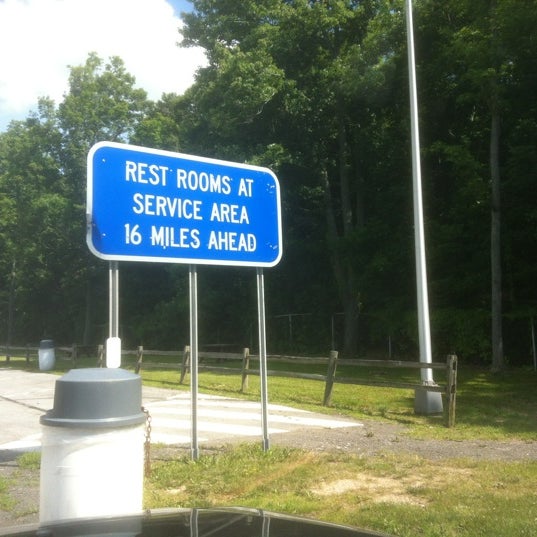 REST ROOMS AT
SERVICE AREA
16 MILES AHEAD